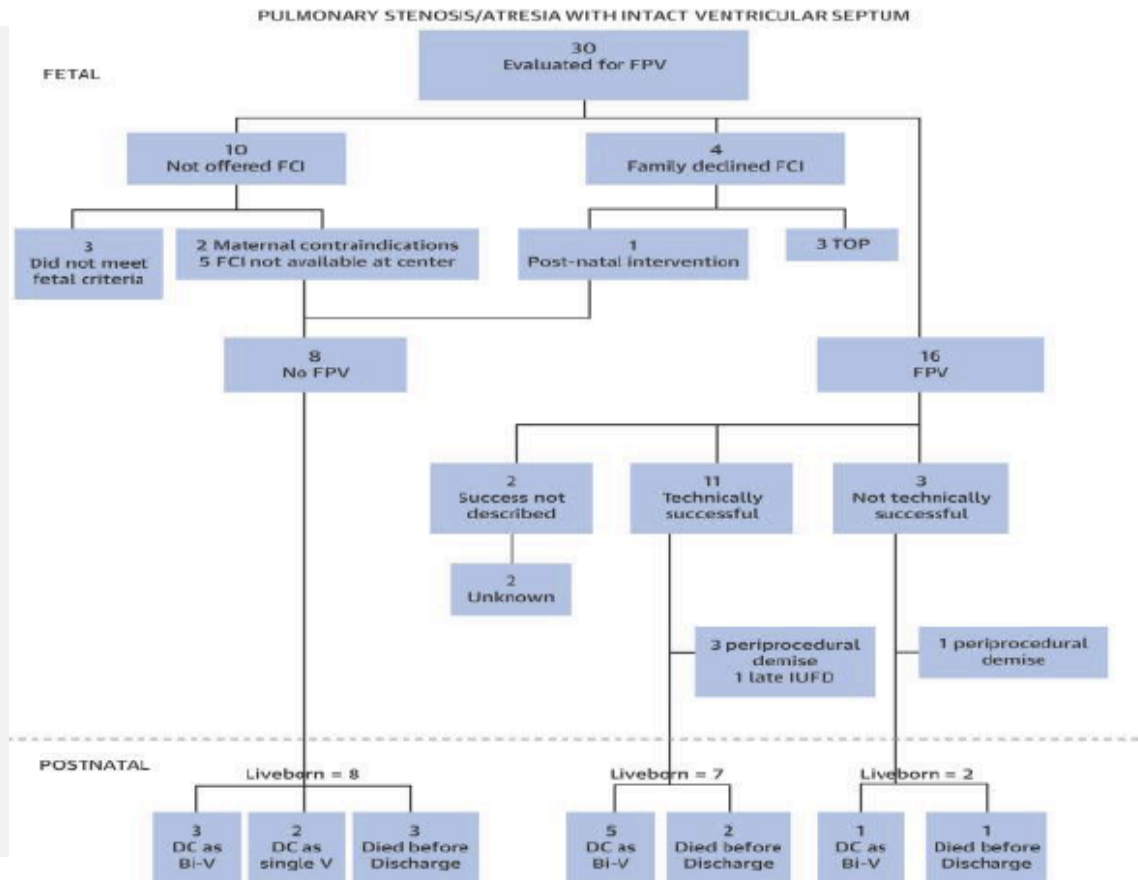 PULMONARY STENOSIS/ATRESIA WITH INTACT VENTRICULAR SEPTUM
30
Evaluated for FPV
FETAL
10
Not offered FCI
4
Family declined FCI
3
Did not meet
fetal criteria
2 Maternal contraindications
5 FCI not available at center
1
Post-natal intervention
3 TOP
8
No FPV
16
FPV
2
Success not
described
11
Technically
successful
3
Not technically
successful
2
Unknown
3 periprocedural
demise
1 late IUFD
1 periprocedural
demise
POSTNATAL
Liveborn = 8
Liveborn = 7
Liveborn = 2
3
DC as
Bi-V
2
DC as
single V
3
Died before
Discharge
5
DC as
Bi-V
2
Died before
Discharge
1
DC as
Bi-V
1
Died before
Discharge